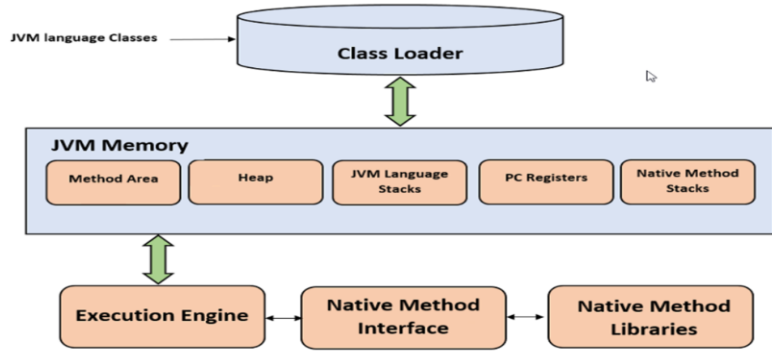 JVM language Classes
Class Loader
JVM Memory
Method Area
Heap
JVM Language
Stacks
PC Registers
Native Method
Stacks
Execution Engine
Native Method
Interface
Native Method
Libraries